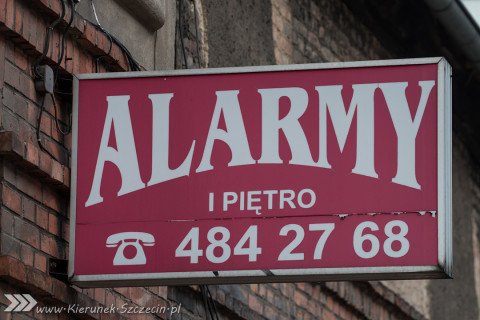 ALARMY
I PIĘTRO
484 27 68
www.Kierunek-Szczecin.pl